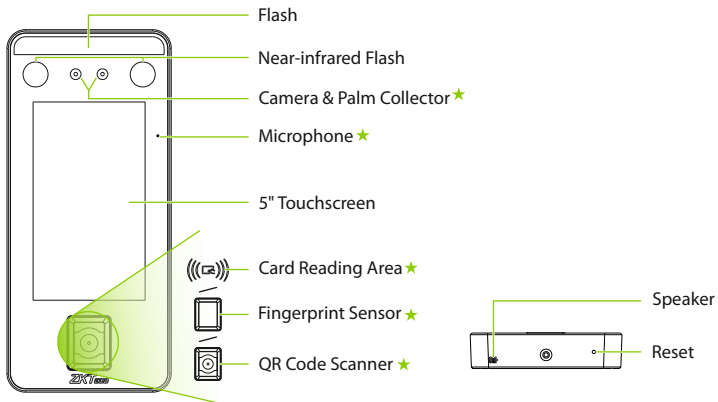 Flash
Near-infrared Flash
Camera & Palm Collector★
Microphone★
5" Touchscreen
Card Reading Area★
Fingerprint Sensor★
QR Code Scanner★
Speaker
Reset
ZKTeco